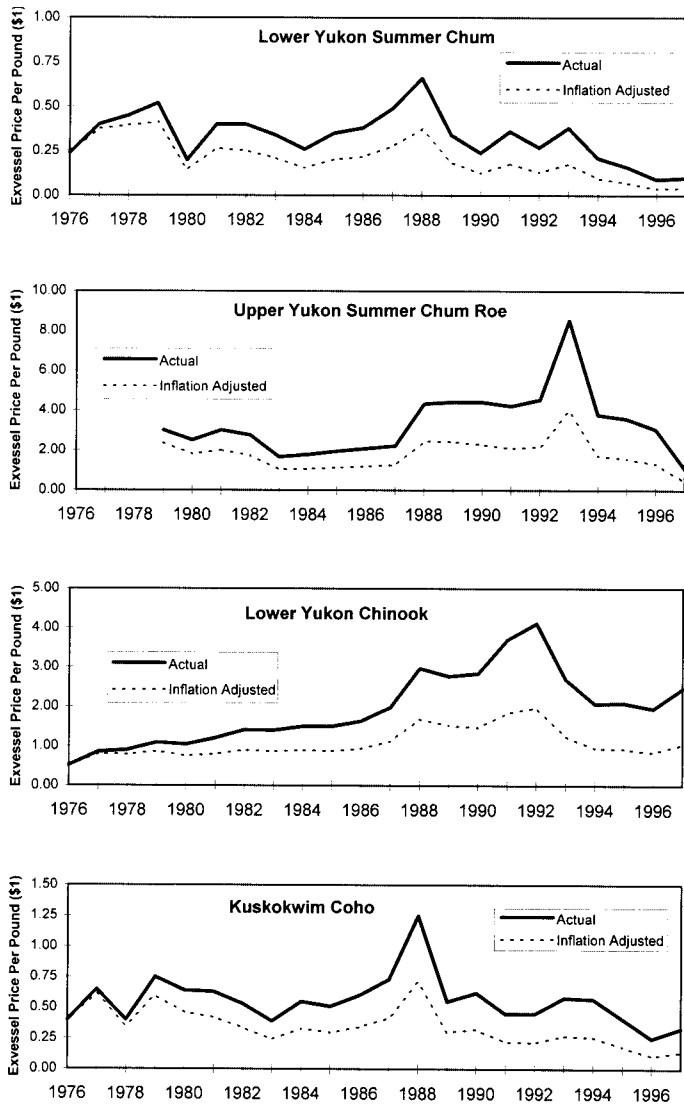 Lower Yukon Summer Chum
Exvessel Price Per Pound ($1)
1.00
0.75
0.50
0.25
0.00
Actual
Inflation Adjusted
1976 1978 1980 1982 1984 1986 1988 1990 1992 1994 1996
Upper Yukon Summer Chum Roe
Exvessel Price Per Pound ($1)
10.00
8.00
6.00
4.00
2.00
0.00
Actual
Inflation Adjusted
1976 1978 1980 1982 1984 1986 1988 1990 1992 1994 1996
Lower Yukon Chinook
Exvessel Price Per Pound ($1)
5.00
4.00
3.00
2.00
1.00
0.00
Actual
Inflation Adjusted
1976 1978 1980 1982 1984 1986 1988 1990 1992 1994 1996
Kuskokwim Coho
Exvessel Price Per Pound ($1)
1.50
1.25
1.00
0.75
0.50
0.25
0.00
Actual
Inflation Adjusted
1976 1978 1980 1982 1984 1986 1988 1990 1992 1994 1996